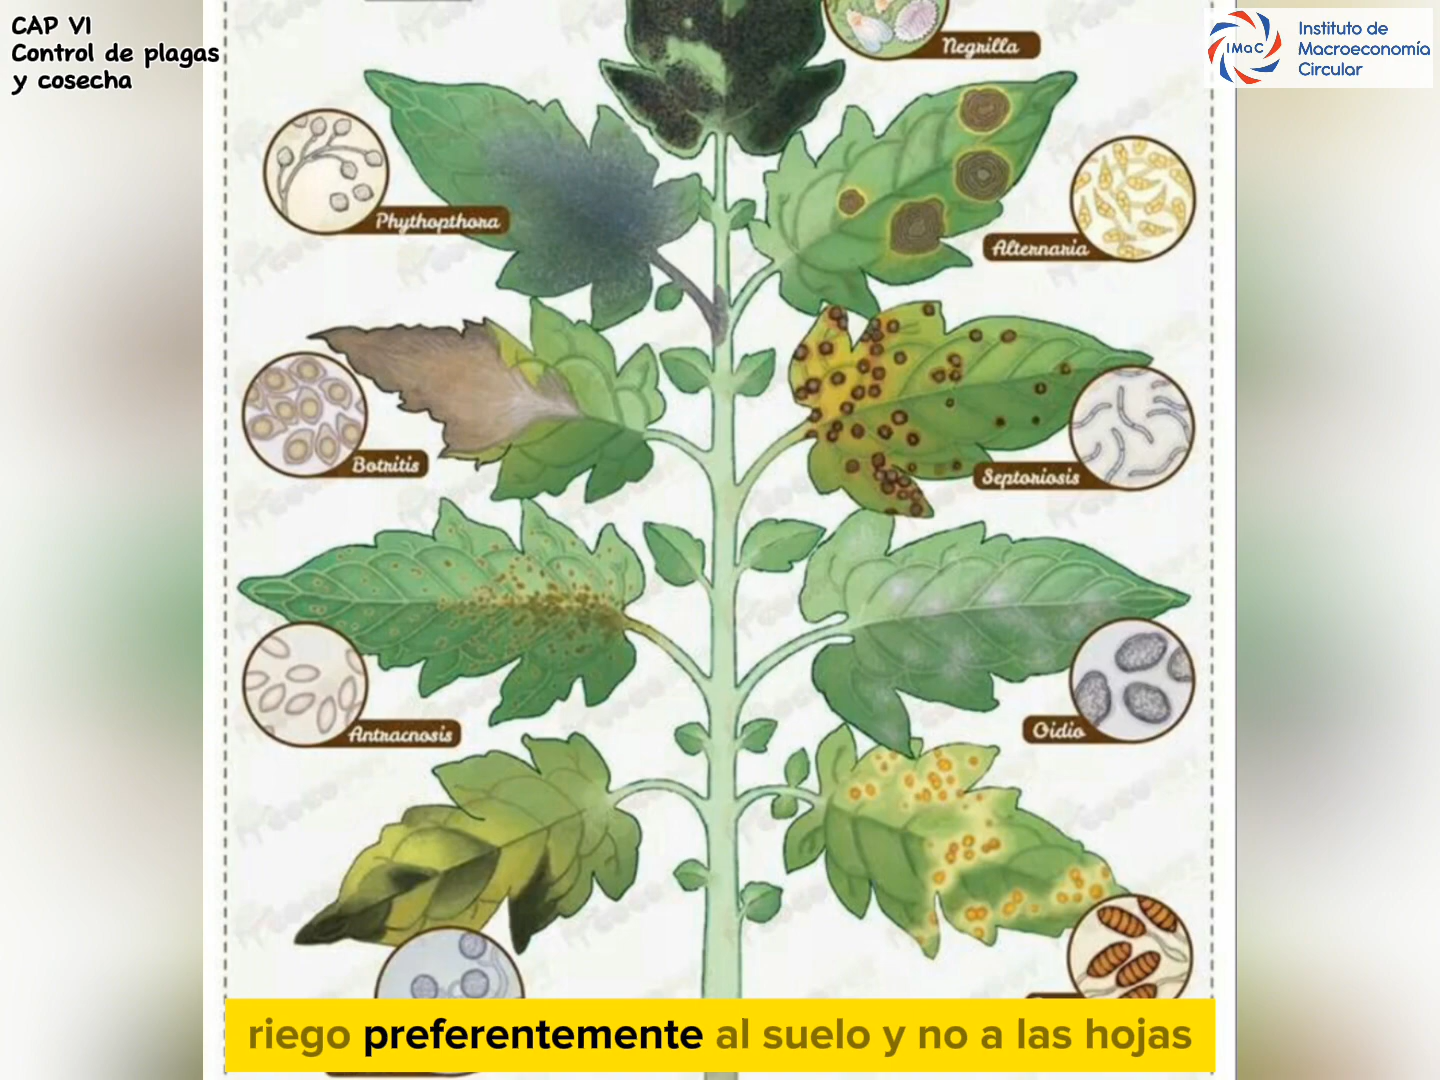 CAP VI
Control de plagas
y cosecha
Instituto de
Macroeconomía
Circular
IMaC
Negrilla
Phythopthora
Alternaria
Botritis
Septoriosis
Antracnosis
Oidio
riego preferentemente al suelo y no a las hojas